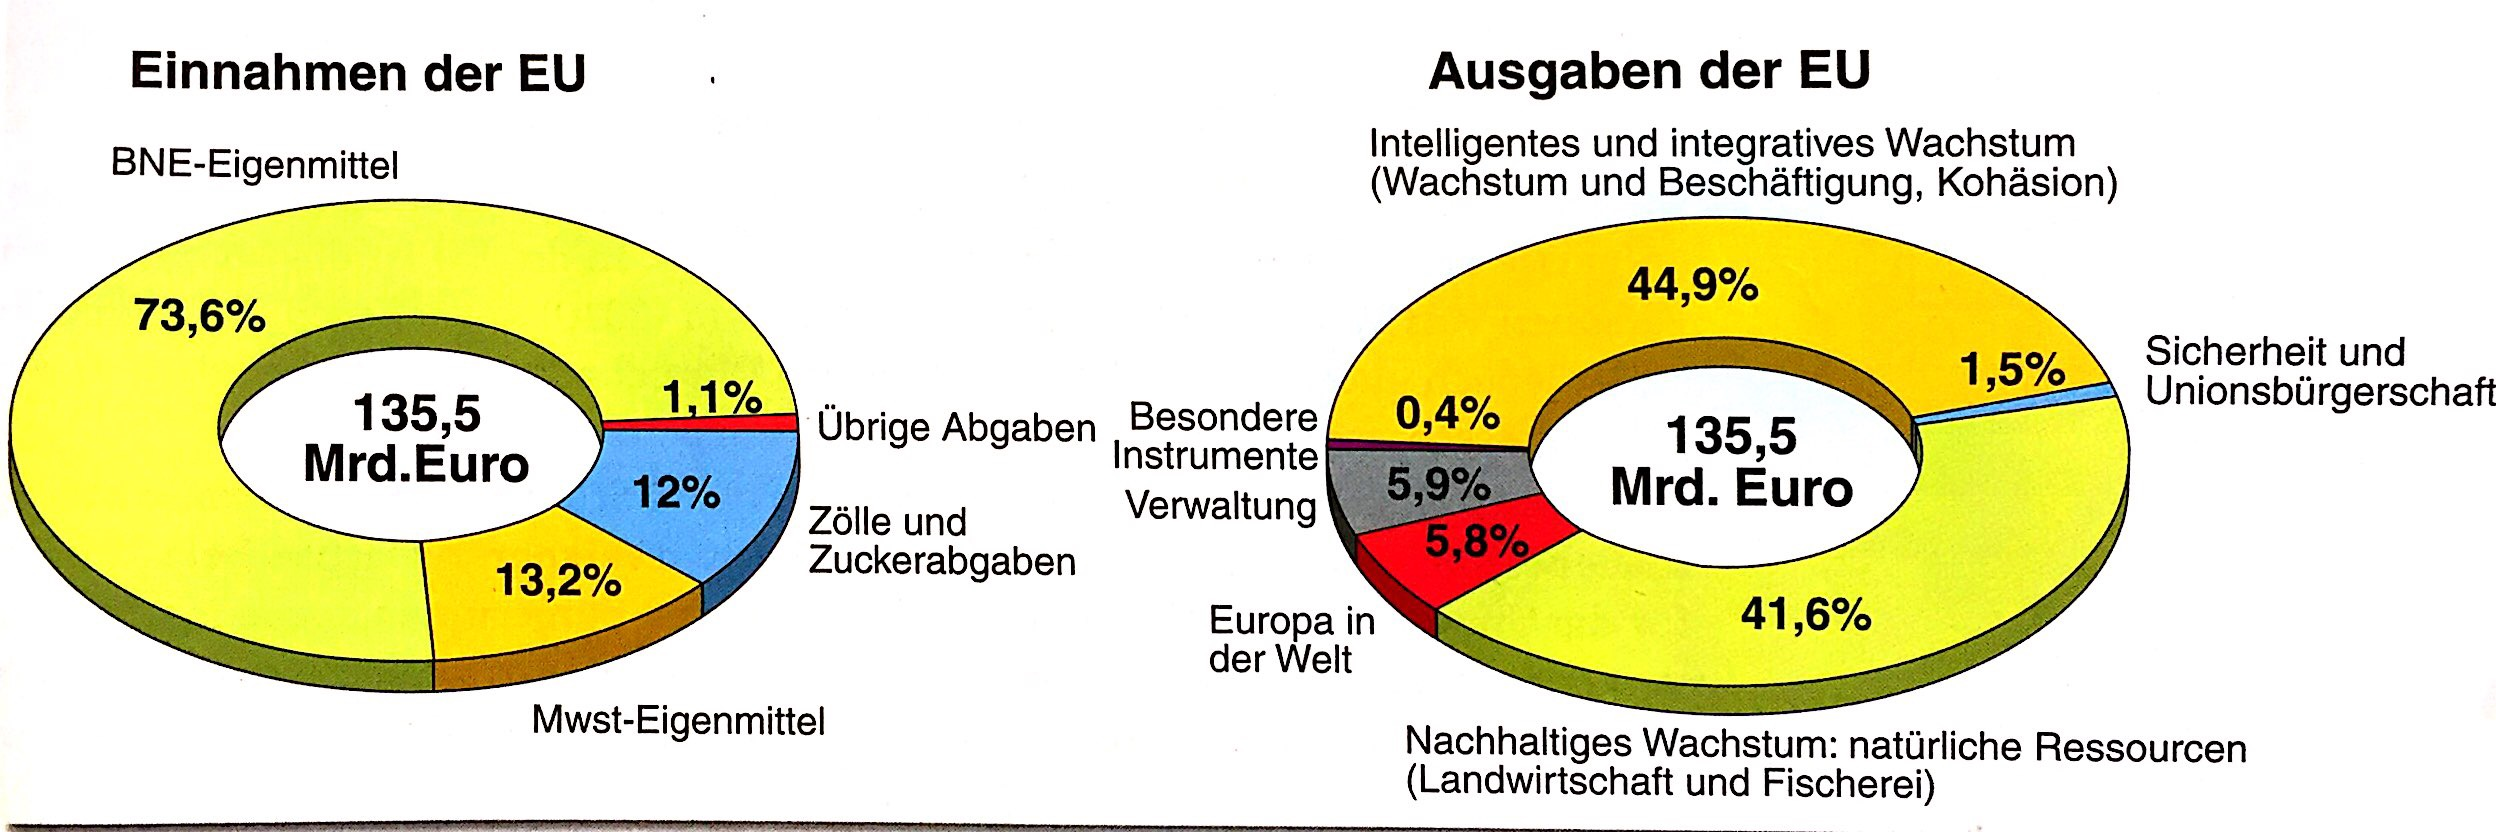 Einnahmen der EU
BNE-Eigenmittel
73,6%
1,1%
Übrige Abgaben
135,5
Mrd.Euro
12%
Zölle und
Zuckerabgaben
13,2%
Mwst-Eigenmittel
Ausgaben der EU
Intelligentes und integratives Wachstum
(Wachstum und Beschäftigung, Kohäsion)
44,9%
1,5%
Sicherheit und
Unionsbürgerschaft
0,4%
Besondere
Instrumente
135,5
Mrd. Euro
5,9%
Verwaltung
5,8%
Europa in
der Welt
41,6%
Nachhaltiges Wachstum: natürliche Ressourcen
(Landwirtschaft und Fischerei)